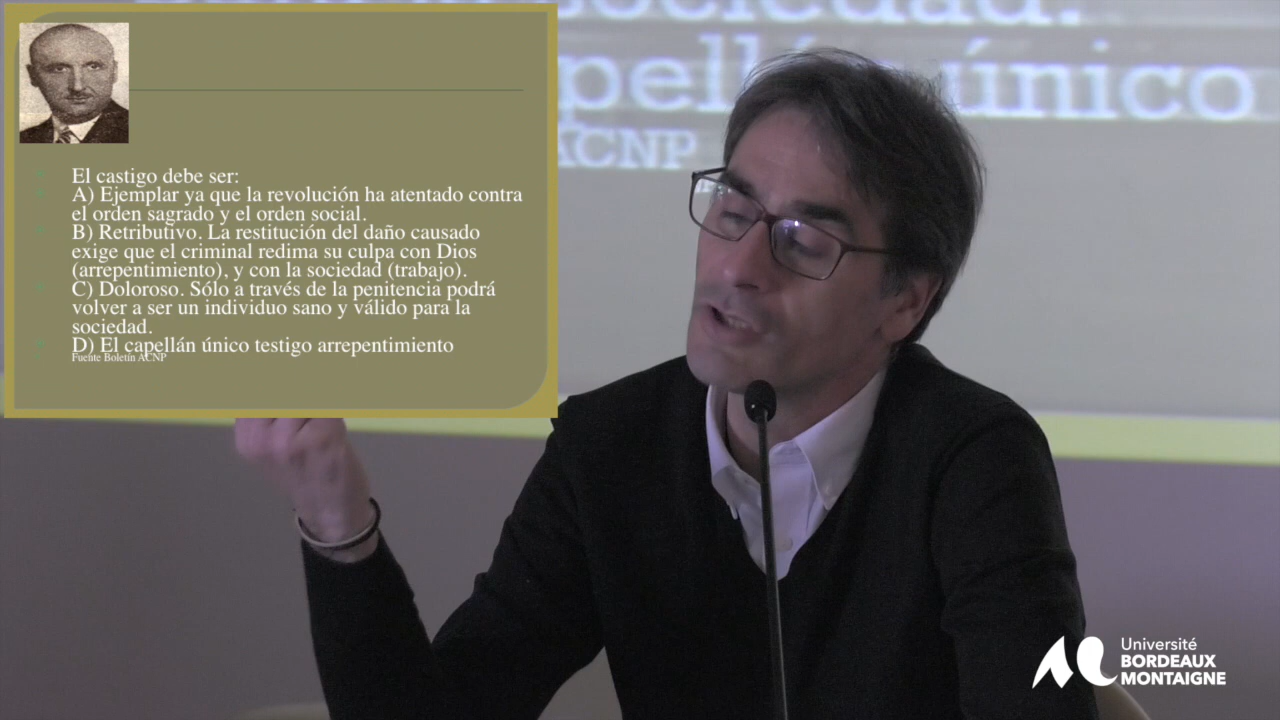 sociedad.
único
ACNP
El castigo debe ser:
A) Ejemplar ya que la revolución ha atentado contra
el orden sagrado y el orden social.
B) Retributivo. La restitución del daño causado
exige que el criminal redima su culpa con Dios
(arrepentimiento), y con la sociedad (trabajo).
C) Doloroso. Sólo a través de la penitencia podrá
volver a ser un individuo sano y válido para la
sociedad.
D) El capellán único testigo arrepentimiento
Fuente Boletín ACNP
Université
BORDEAUX
MONTAIGNE